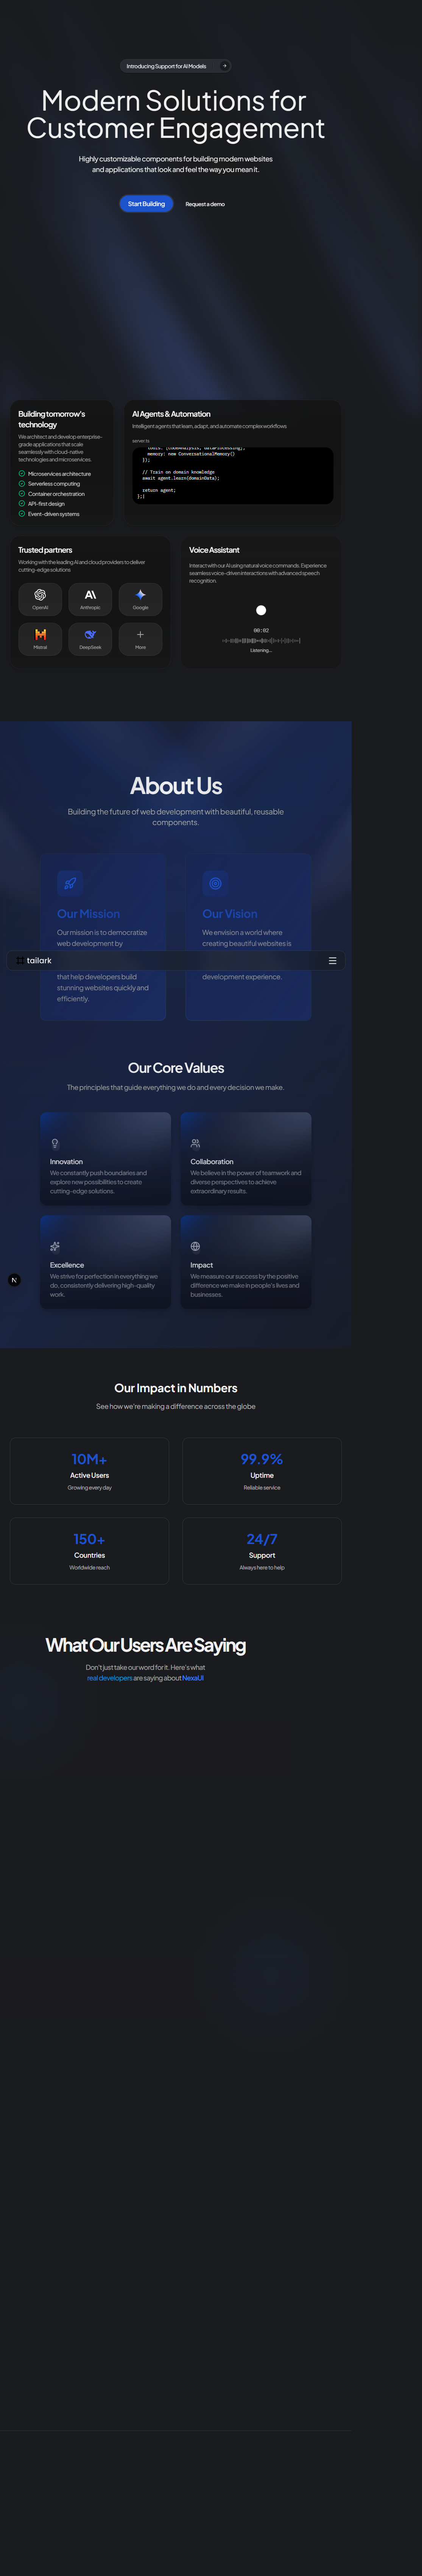 Introducing Support for AI Models
Modern Solutions for
Customer Engagement
Highly customizable components for building modern websites
and applications that look and feel the way you mean it.
Start Building
Request a demo
Building tomorrow's
technology
We architect and develop enterprise-
grade applications that scale
seamlessly with cloud-native
technologies and microservices.
Microservices architecture
Serverless computing
Container orchestration
API-first design
Event-driven systems
AI Agents & Automation
Intelligent agents that learn, adapt, and automate complex workflows
server.ts
tools: [codeAnalysis, dataProcessing],
memory: new ConversationalMemory()
});
// Train on domain knowledge
await agent.learn(domainData);
return agent;
};|
Trusted partners
Working with the leading AI and cloud providers to deliver
cutting-edge solutions
OpenAI
Anthropic
Google
Mistral
DeepSeek
More
Voice Assistant
Interact with our AI using natural voice commands. Experience
seamless voice-driven interactions with advanced speech
recognition.
00:02
Listening...
About Us
Building the future of web development with beautiful, reusable
components.
Our Mission
Our mission is to democratize
web development by
that help developers build
stunning websites quickly and
efficiently.
Our Vision
We envision a world where
creating beautiful websites is
development experience.
tailark
Our Core Values
The principles that guide everything we do and every decision we make.
Innovation
We constantly push boundaries and
explore new possibilities to create
cutting-edge solutions.
Collaboration
We believe in the power of teamwork and
diverse perspectives to achieve
extraordinary results.
Excellence
We strive for perfection in everything we
do, consistently delivering high-quality
work.
Impact
We measure our success by the positive
difference we make in people's lives and
businesses.
N
Our Impact in Numbers
See how we're making a difference across the globe
10M+
Active Users
Growing every day
99.9%
Uptime
Reliable service
150+
Countries
Worldwide reach
24/7
Support
Always here to help
What Our Users Are Saying
Don't just take our word for it. Here's what
real developers are saying about NexaUI